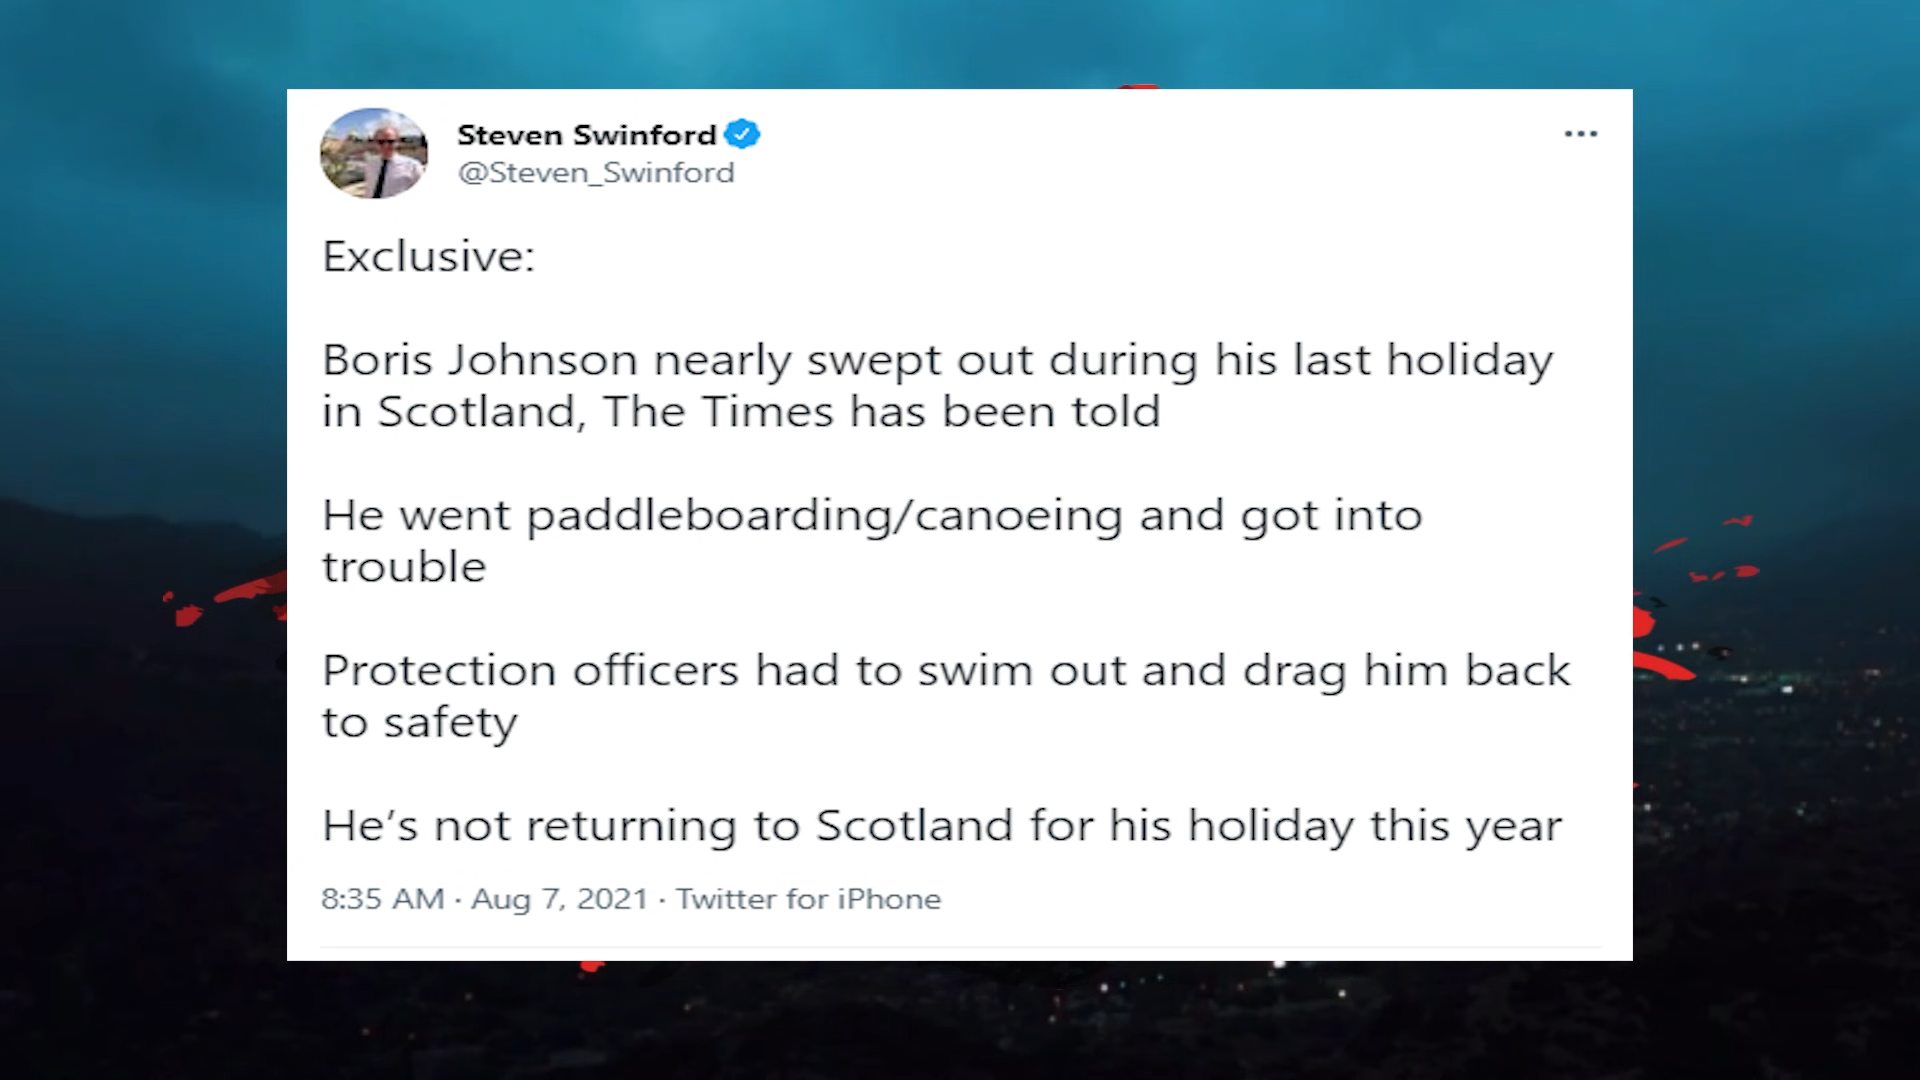 Steven Swinford
@Steven_Swinford
Exclusive:
Boris Johnson nearly swept out during his last holiday
in Scotland, The Times has been told
He went paddleboarding/canoeing and got into
trouble
Protection officers had to swim out and drag him back
to safety
He’s not returning to Scotland for his holiday this year
8:35 AM · Aug 7, 2021 · Twitter for iPhone